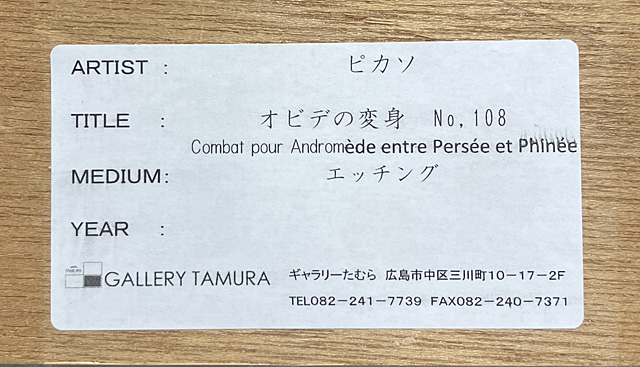 ARTIST : ピカソ
TITLE : オビデの変身 No,108
Combat pour Andromède entre Persée et Phinée
MEDIUM: エッチング
YEAR :
GALLERY TAMURA ギャラリーたむら 広島市中区三川町10-17-2F
TEL082-241-7739 FAX082-240-7371